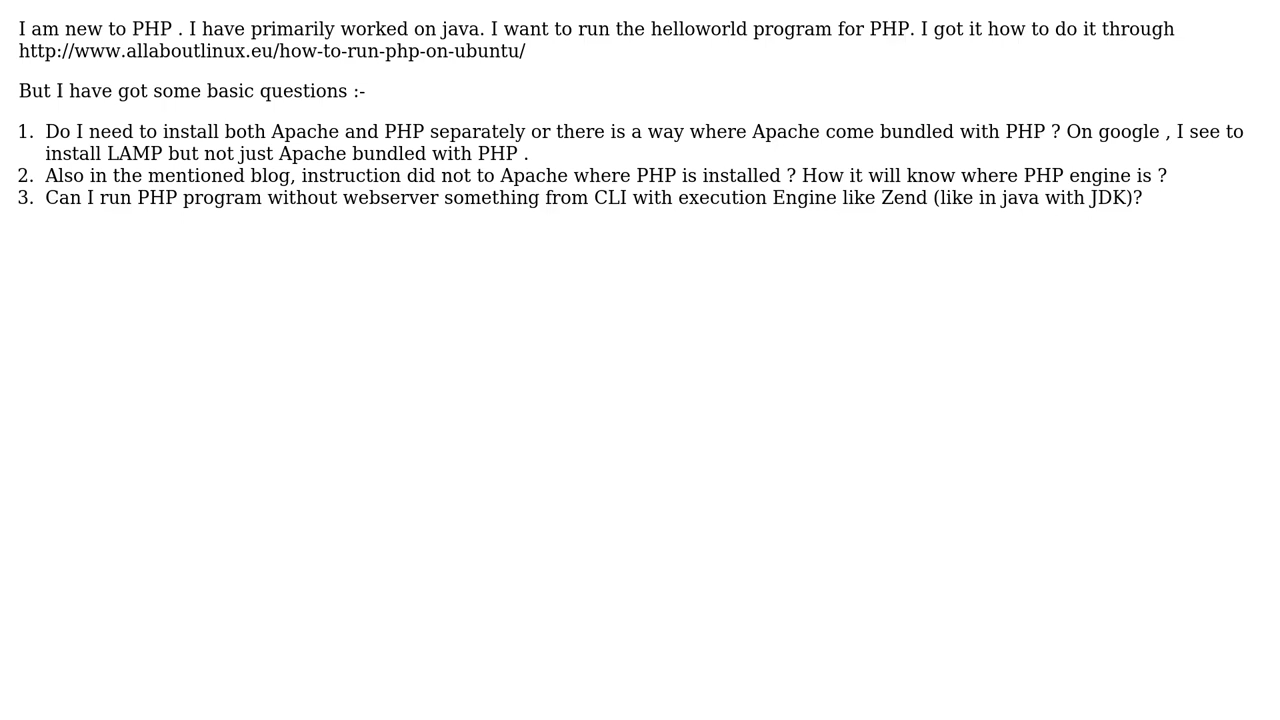 I am new to PHP . I have primarily worked on java. I want to run the helloworld program for PHP. I got it how to do it through
http://www.allaboutlinux.eu/how-to-run-php-on-ubuntu/
But I have got some basic questions :-
1. Do I need to install both Apache and PHP separately or there is a way where Apache come bundled with PHP ? On google , I see to
install LAMP but not just Apache bundled with PHP .
2. Also in the mentioned blog, instruction did not to Apache where PHP is installed ? How it will know where PHP engine is ?
3. Can I run PHP program without webserver something from CLI with execution Engine like Zend (like in java with JDK)?